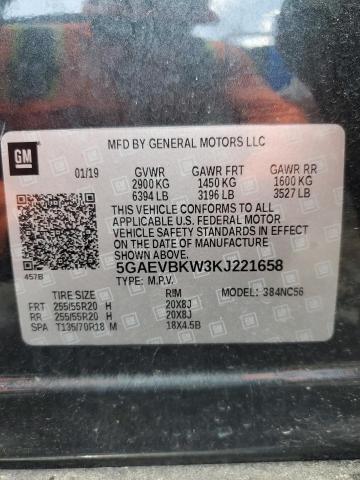 MFD BY GENERAL MOTORS LLC
GM
01/19 GVWR GAWR FRT GAWR RR
2900 KG 1450 KG 1600 KG
6394 LB 3196 LB 3527 LB
THIS VEHICLE CONFORMS TO ALL
APPLICABLE U.S. FEDERAL MOTOR
VEHICLE SAFETY STANDARDS IN EFFECT
ON THE DATE OF MANUFACTURE
SHOWN ABOVE.
457B 5GAEVBKW3KJ221658
TYPE: M.P.V.
TIRE SIZE RIM MODEL: 384NC56
FRT 255/55R20 H 20X8J
RR 255/55R20 H 20X8J
SPA T135/70R18 M 18X4.5B